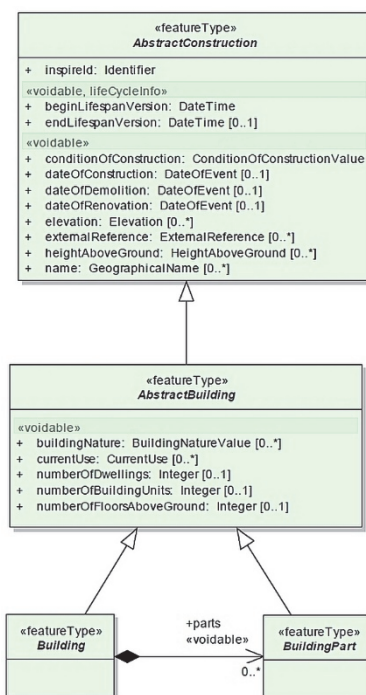 «featureType»
AbstractConstruction
+ inspireId: Identifier
«voidable, lifeCycleInfo»
+ beginLifespanVersion: DateTime
+ endLifespanVersion: DateTime [0..1]
«voidable»
+ conditionOfConstruction: ConditionOfConstructionValue
+ dateOfConstruction: DateOfEvent [0..1]
+ dateOfDemolition: DateOfEvent [0..1]
+ dateOfRenovation: DateOfEvent [0..1]
+ elevation: Elevation [0..*]
+ externalReference: ExternalReference [0..*]
+ heightAboveGround: HeightAboveGround [0..*]
+ name: GeographicalName [0..*]
«featureType»
AbstractBuilding
«voidable»
+ buildingNature: BuildingNatureValue [0..*]
+ currentUse: CurrentUse [0..*]
+ numberOfDwellings: Integer [0..1]
+ numberOfBuildingUnits: Integer [0..1]
+ numberOfFloorsAboveGround: Integer [0..1]
«featureType»
Building
+parts
«voidable»
0..*
«featureType»
BuildingPart